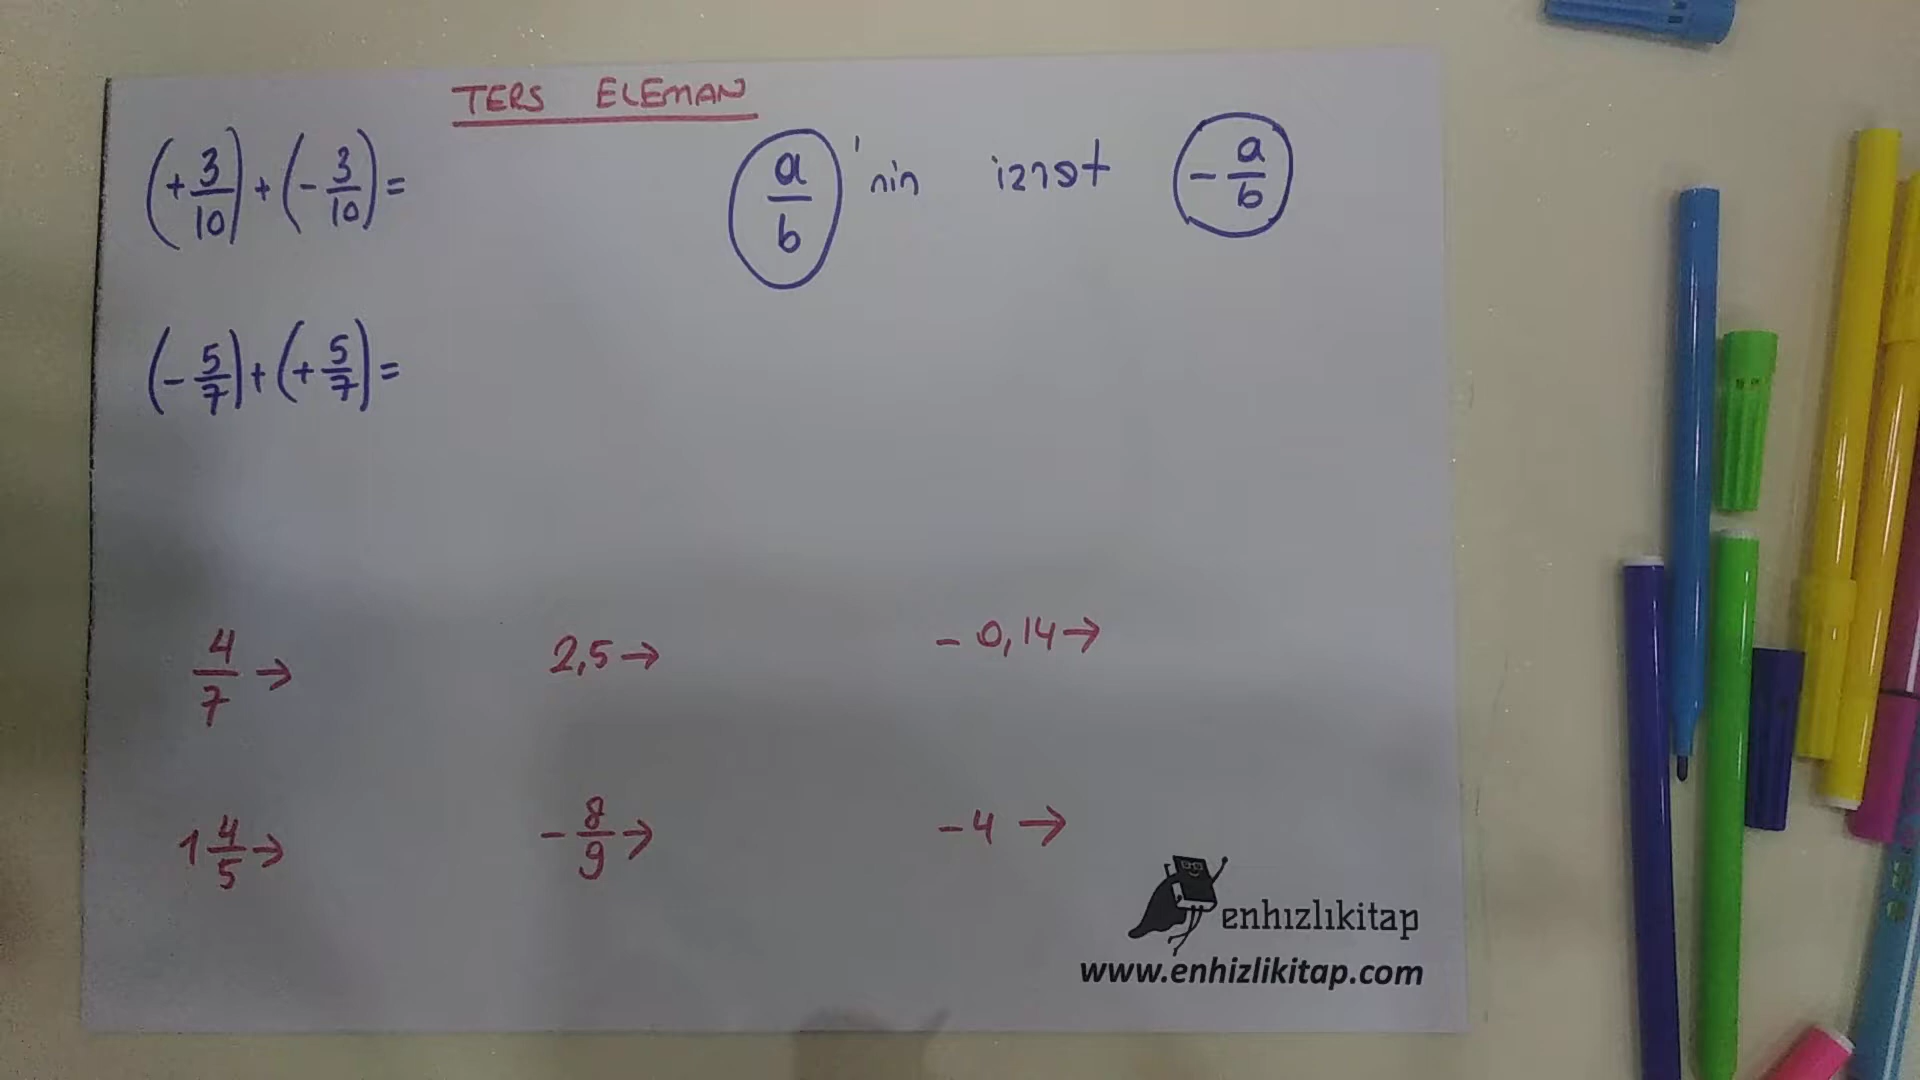 TERS ELEMAN
(+3/10)+(-3/10)=
a/b 'nin tersi -a/b
(-5/7)+(+5/7)=
4/7→ 2,5→ -0,14→
1 4/5→ -8/9→ -4→
enhızlıkitap
www.enhizlikitap.com